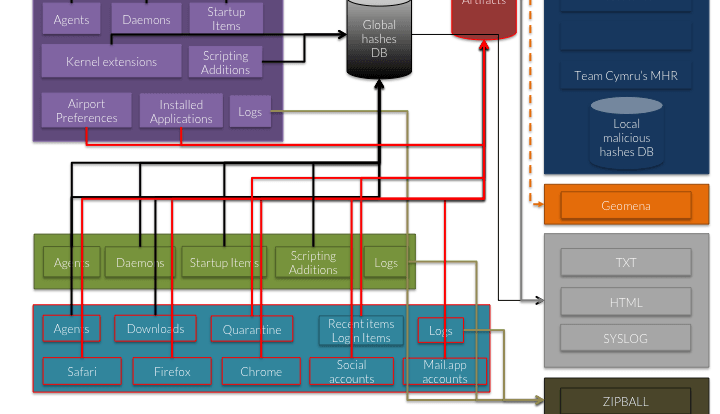 Artifacts
Agents
Daemons
Startup
Items
Global
hashes
DB
Kernel extensions
Scripting
Additions
Team Cymru's MHR
Airport
Preferences
Installed
Applications
Logs
Local
malicious
hashes DB
Geomena
Agents
Daemons
Startup Items
Scripting
Additions
Logs
TXT
HTML
SYSLOG
Agents
Downloads
Quarantine
Recent items
Login Items
Logs
Safari
Firefox
Chrome
Social
accounts
Mail.app
accounts
ZIPBALL